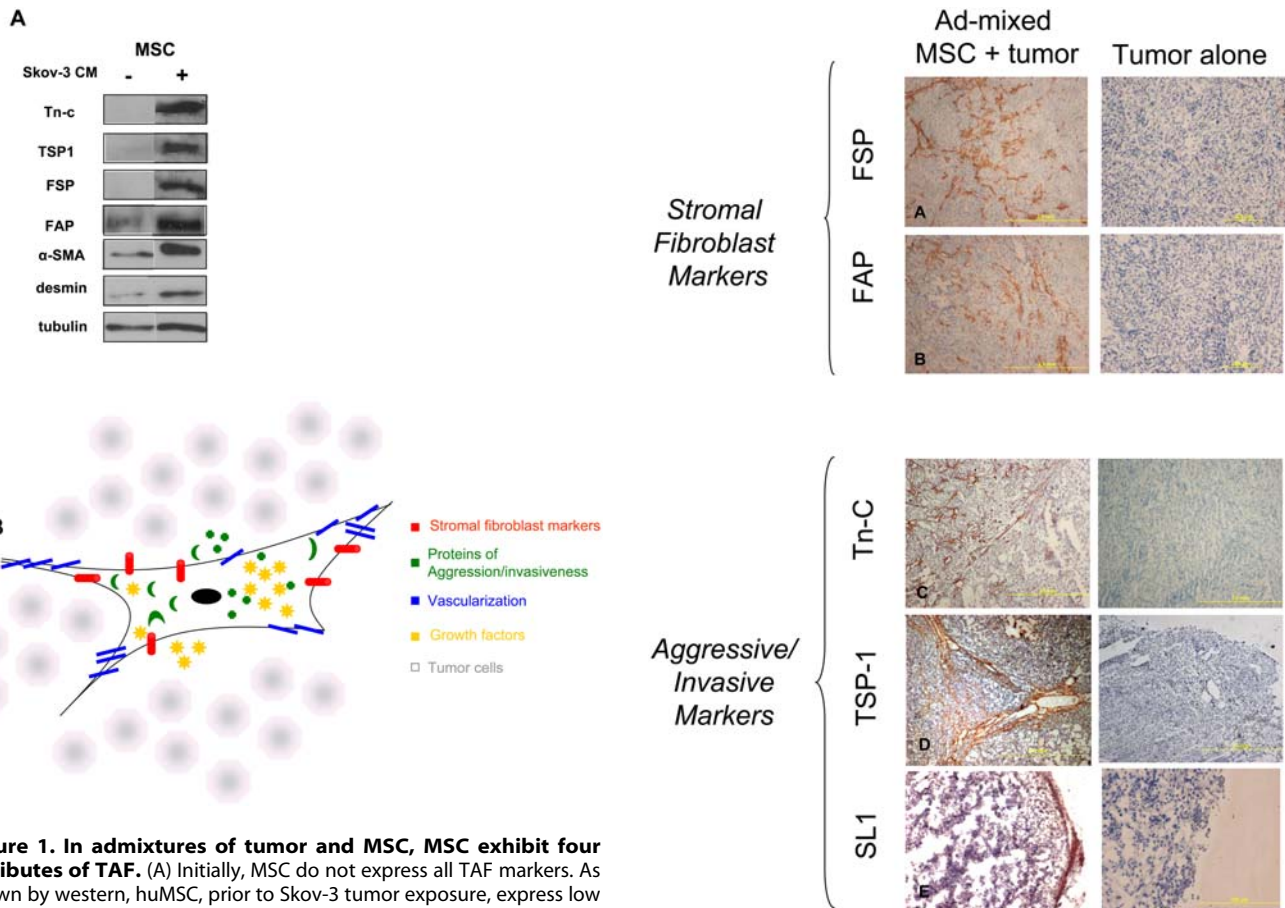 A
MSC
Skov-3 CM - +
Tn-c
TSP1
FSP
FAP
α-SMA
desmin
tubulin
Stromal fibroblast markers
Proteins of
Aggression/invasiveness
Vascularization
Growth factors
Tumor cells
ure 1. In admixtures of tumor and MSC, MSC exhibit four
ributes of TAF. (A) Initially, MSC do not express all TAF markers. As
wn by western, huMSC, prior to Skov-3 tumor exposure, express low
Ad-mixed
MSC + tumor
Tumor alone
Stromal
Fibroblast
Markers
FSP
A
FAP
B
Aggressive/
Invasive
Markers
Tn-C
C
TSP-1
D
SL1
E